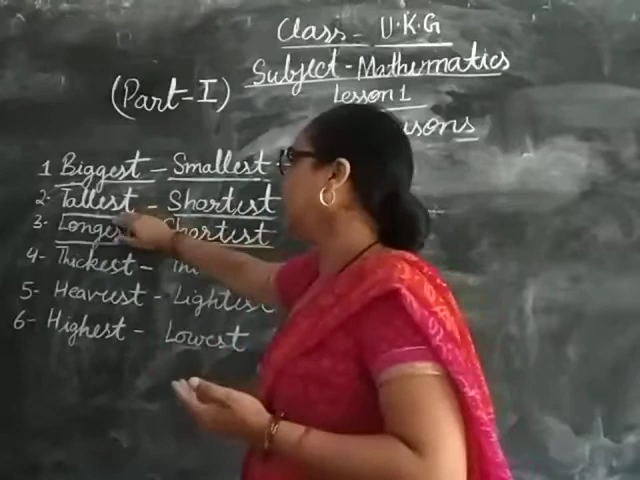 Class - U.K.G
Subject - Mathematics
(Part-I)
Lesson 1
1 Biggest - Smallest
2- Tallest - Shortest
3- Shortest
4- Thickest -
5- Heaviest - Lightest
6- Highest - Lowest